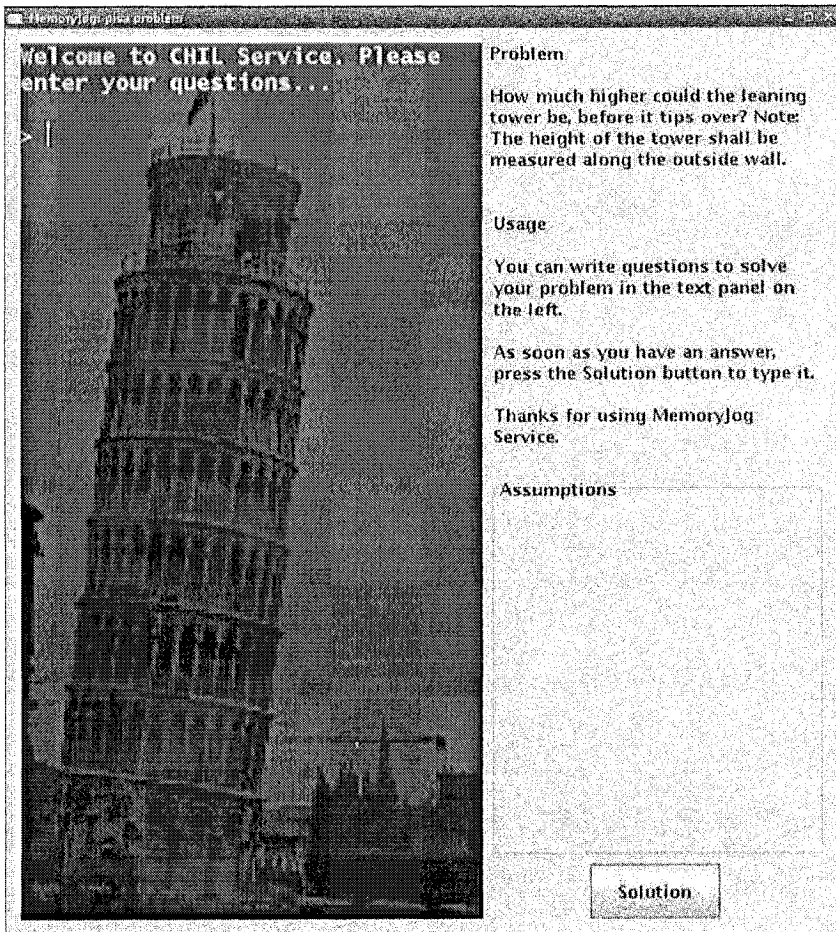 MemoryJog: pisa problem
Welcome to CHIL Service. Please
enter your questions...
> |
Problem
How much higher could the leaning
tower be, before it tips over? Note:
The height of the tower shall be
measured along the outside wall.
Usage
You can write questions to solve
your problem in the text panel on
the left.
As soon as you have an answer,
press the Solution button to type it.
Thanks for using MemoryJog
Service.
Assumptions
Solution